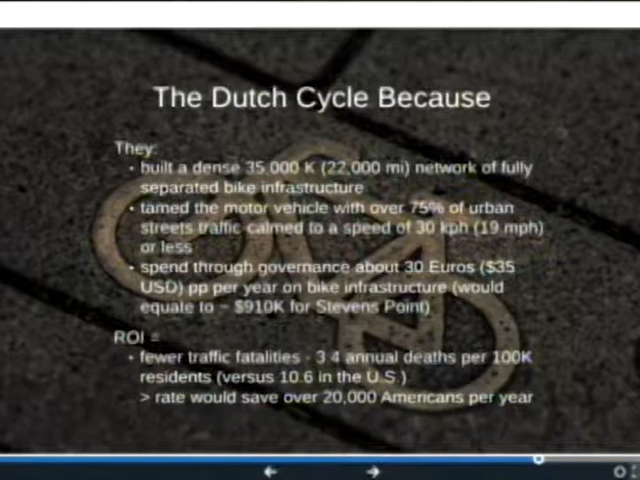 The Dutch Cycle Because
They:
• built a dense 35,000 K (22,000 mi) network of fully
separated bike infrastructure
• tamed the motor vehicle with over 75% of urban
streets traffic calmed to a speed of 30 kph (19 mph)
or less
• spend through governance about 30 Euros ($35
USD) pp per year on bike infrastructure (would
equate to ~ $910K for Stevens Point)
ROI =
• fewer traffic fatalities - 3.4 annual deaths per 100K
residents (versus 10.6 in the U.S.)
> rate would save over 20,000 Americans per year